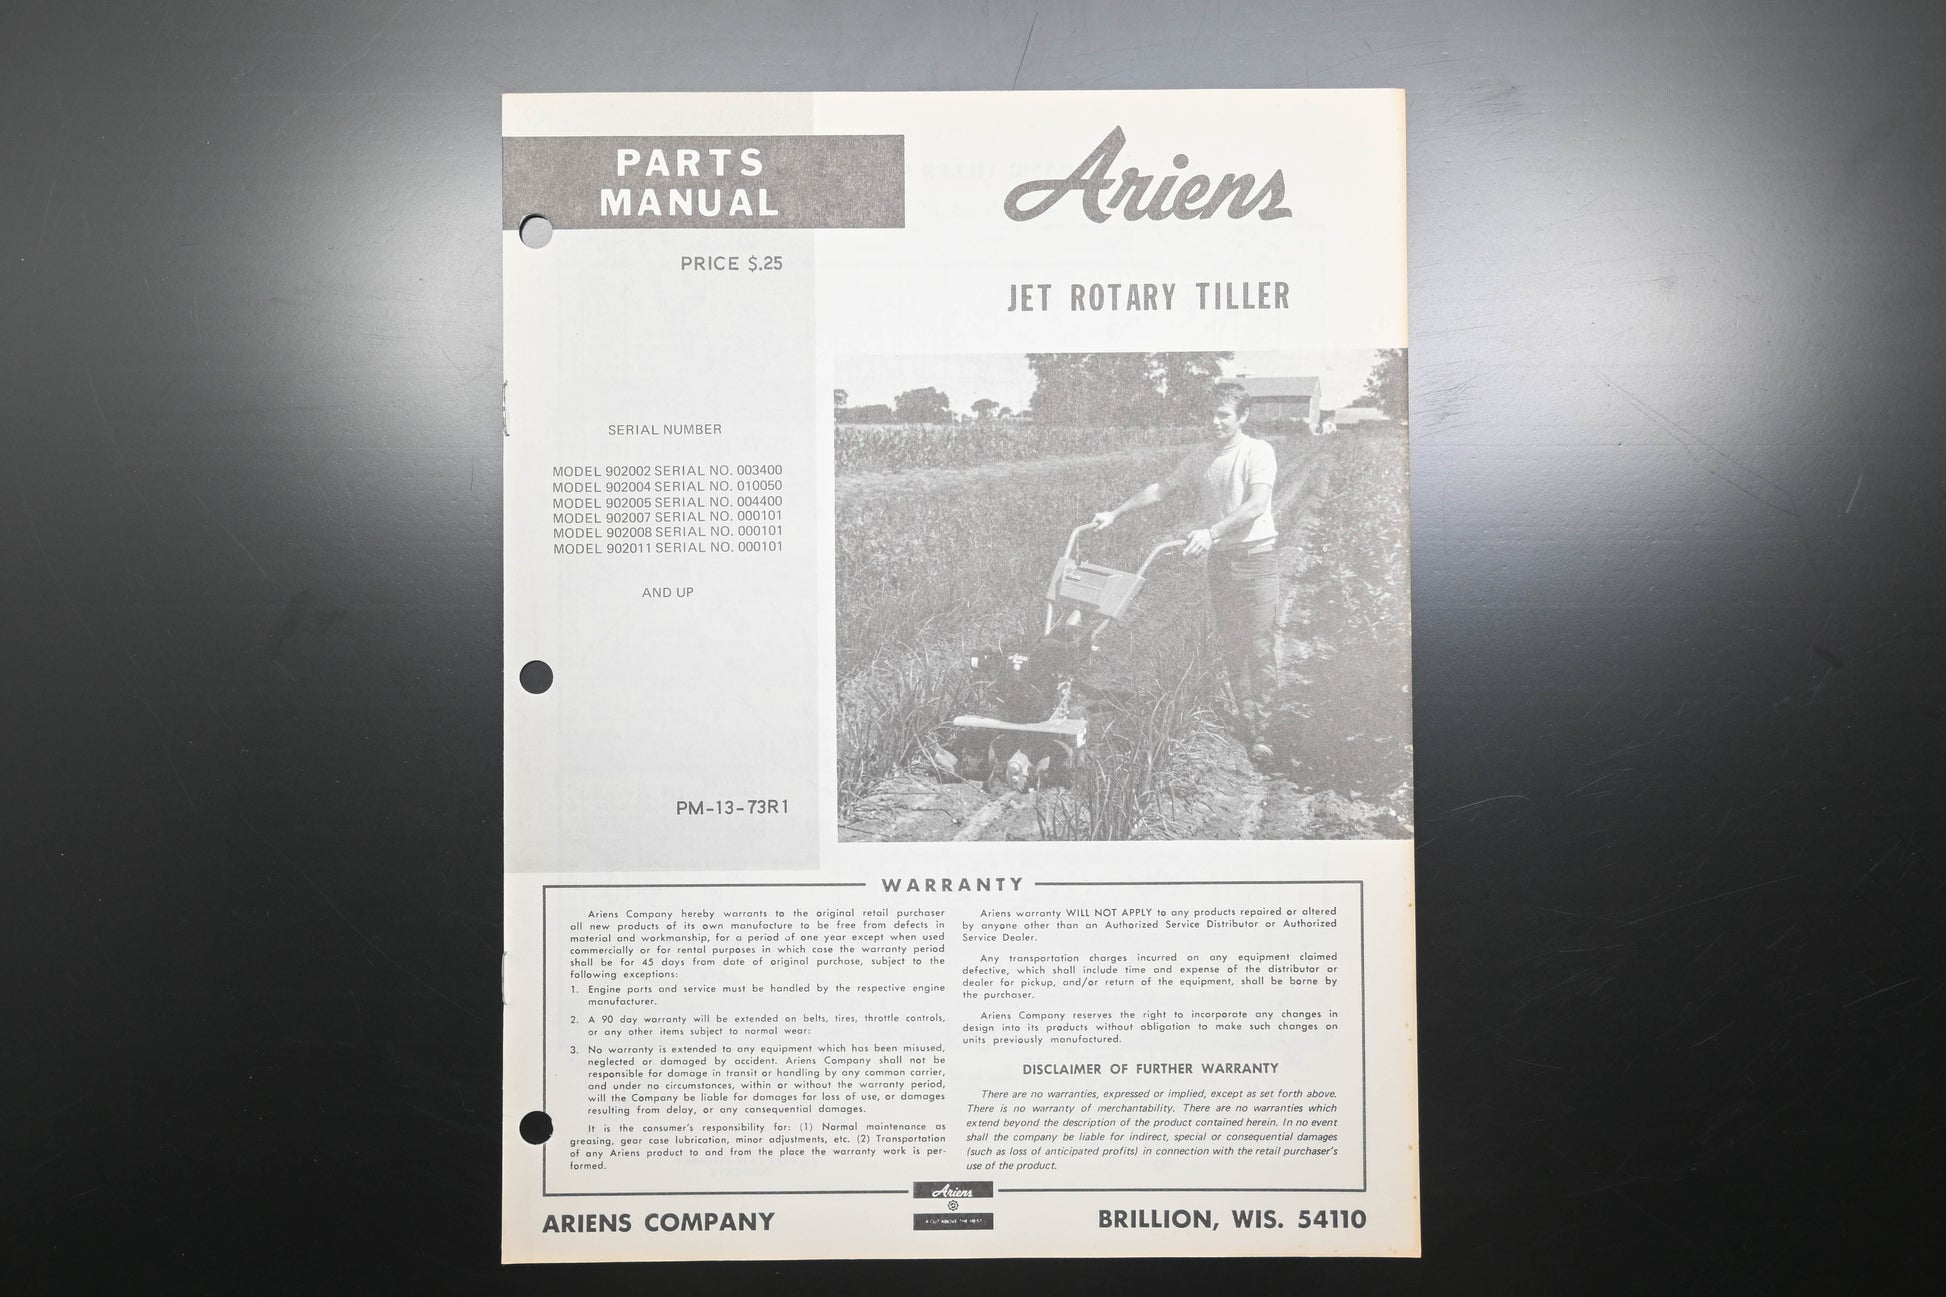 PARTS
MANUAL
Ariens
PRICE $.25
JET ROTARY TILLER
SERIAL NUMBER
MODEL 902002 SERIAL NO. 003400
MODEL 902004 SERIAL NO. 010050
MODEL 902005 SERIAL NO. 004400
MODEL 902007 SERIAL NO. 000101
MODEL 902008 SERIAL NO. 000101
MODEL 902011 SERIAL NO. 000101
AND UP
PM-13-73R1
WARRANTY
Ariens Company hereby warrants to the original retail purchaser
all new products of its own manufacture to be free from defects in
material and workmanship, for a period of one year except when used
commercially or for rental purposes in which case the warranty period
shall be for 45 days from date of original purchase, subject to the
following exceptions:
1. Engine parts and service must be handled by the respective engine
manufacturer.
2. A 90 day warranty will be extended on belts, tires, throttle controls,
or any other items subject to normal wear:
3. No warranty is extended to any equipment which has been misused,
neglected or damaged by accident. Ariens Company shall not be
responsible for damage in transit or handling by any common carrier,
and under no circumstances, within or without the warranty period,
will the Company be liable for damages for loss of use, or damages
resulting from delay, or any consequential damages.
It is the consumer's responsibility for: (1) Normal maintenance as
greasing, gear case lubrication, minor adjustments, etc. (2) Transportation
of any Ariens product to and from the place the warranty work is per-
formed.
Ariens warranty WILL NOT APPLY to any products repaired or altered
by anyone other than an Authorized Service Distributor or Authorized
Service Dealer.
Any transportation charges incurred on any equipment claimed
defective, which shall include time and expense of the distributor or
dealer for pickup, and/or return of the equipment, shall be borne by
the purchaser.
Ariens Company reserves the right to incorporate any changes in
design into its products without obligation to make such changes on
units previously manufactured.
DISCLAIMER OF FURTHER WARRANTY
There are no warranties, expressed or implied, except as set forth above.
There is no warranty of merchantability. There are no warranties which
extend beyond the description of the product contained herein. In no event
shall the company be liable for indirect, special or consequential damages
(such as loss of anticipated profits) in connection with the retail purchaser's
use of the product.
Ariens
A CUT ABOVE THE REST
ARIENS COMPANY
BRILLION, WIS. 54110